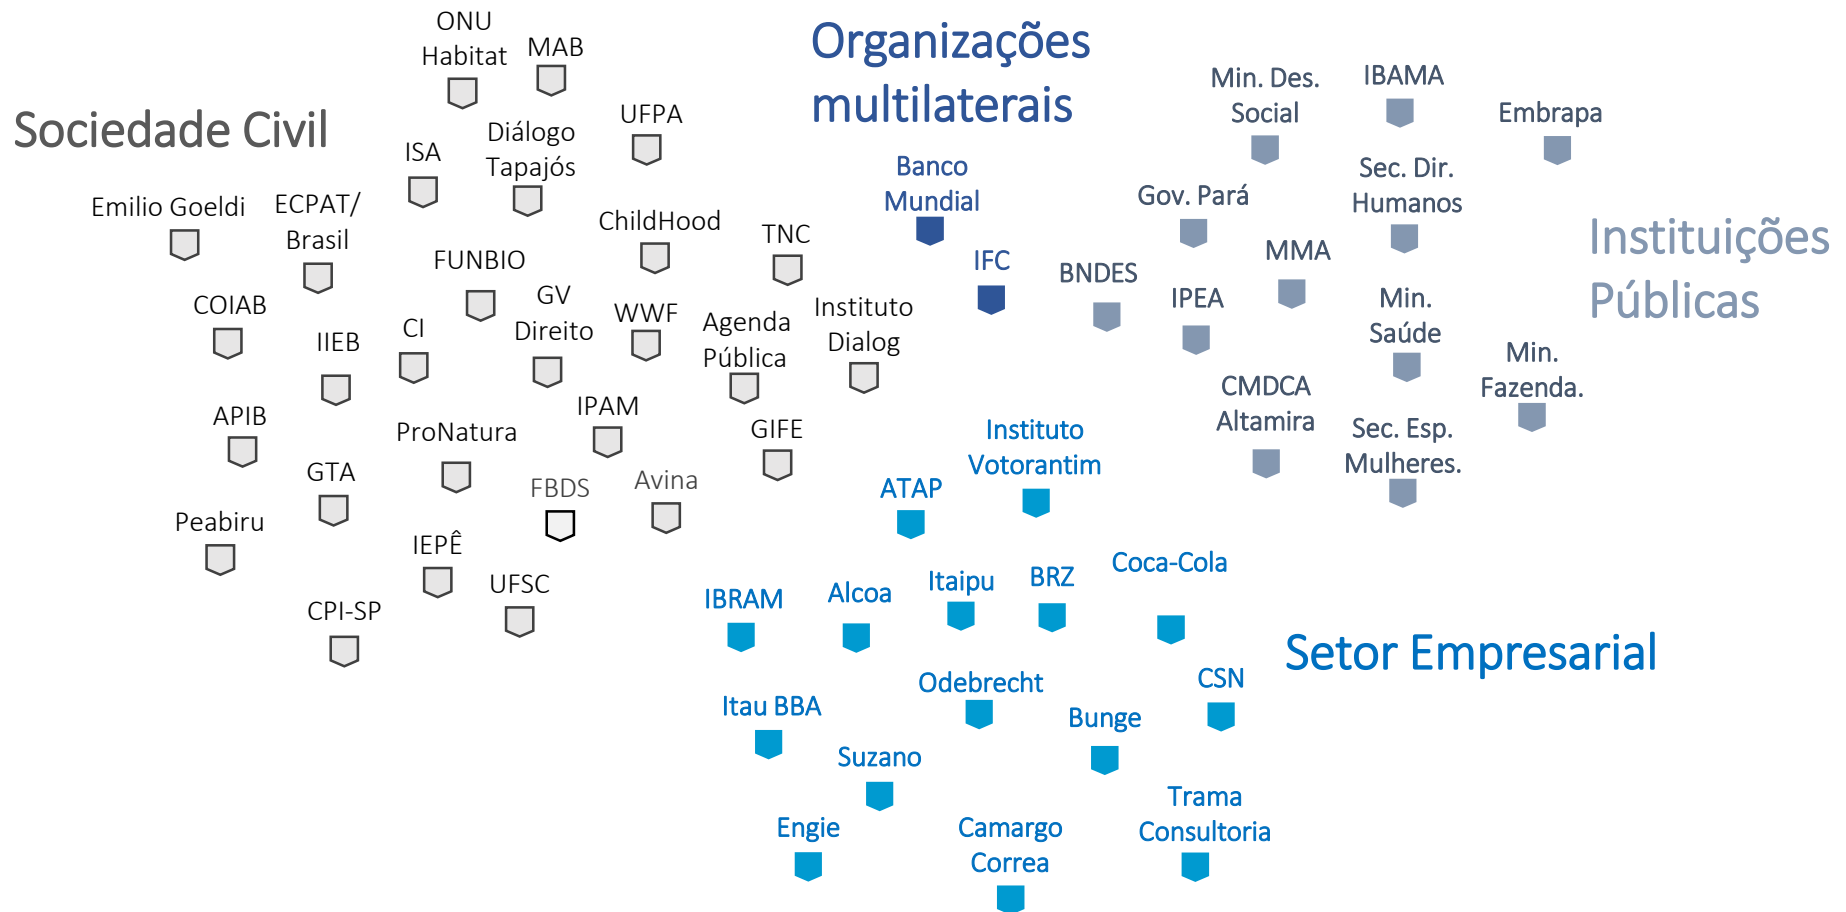 Sociedade Civil
ONU
Habitat
MAB
UFPA
ISA
Diálogo
Tapajós
Emilio Goeldi
ECPAT/
Brasil
ChildHood
TNC
FUNBIO
COIAB
IIEB
CI
GV
Direito
WWF
Agenda
Pública
Instituto
Dialog
APIB
ProNatura
IPAM
GIFE
GTA
FBDS
Avina
Peabiru
IEPÊ
UFSC
CPI-SP
Organizações
multilaterais
Banco
Mundial
IFC
Instituições
Públicas
Min. Des.
Social
IBAMA
Embrapa
Gov. Pará
Sec. Dir.
Humanos
BNDES
IPEA
MMA
Min.
Saúde
Min.
Fazenda.
CMDCA
Altamira
Sec. Esp.
Mulheres.
Setor Empresarial
Instituto
Votorantim
ATAP
IBRAM
Alcoa
Itaipu
BRZ
Coca-Cola
Itau BBA
Odebrecht
CSN
Bunge
Suzano
Engie
Camargo
Correa
Trama
Consultoria